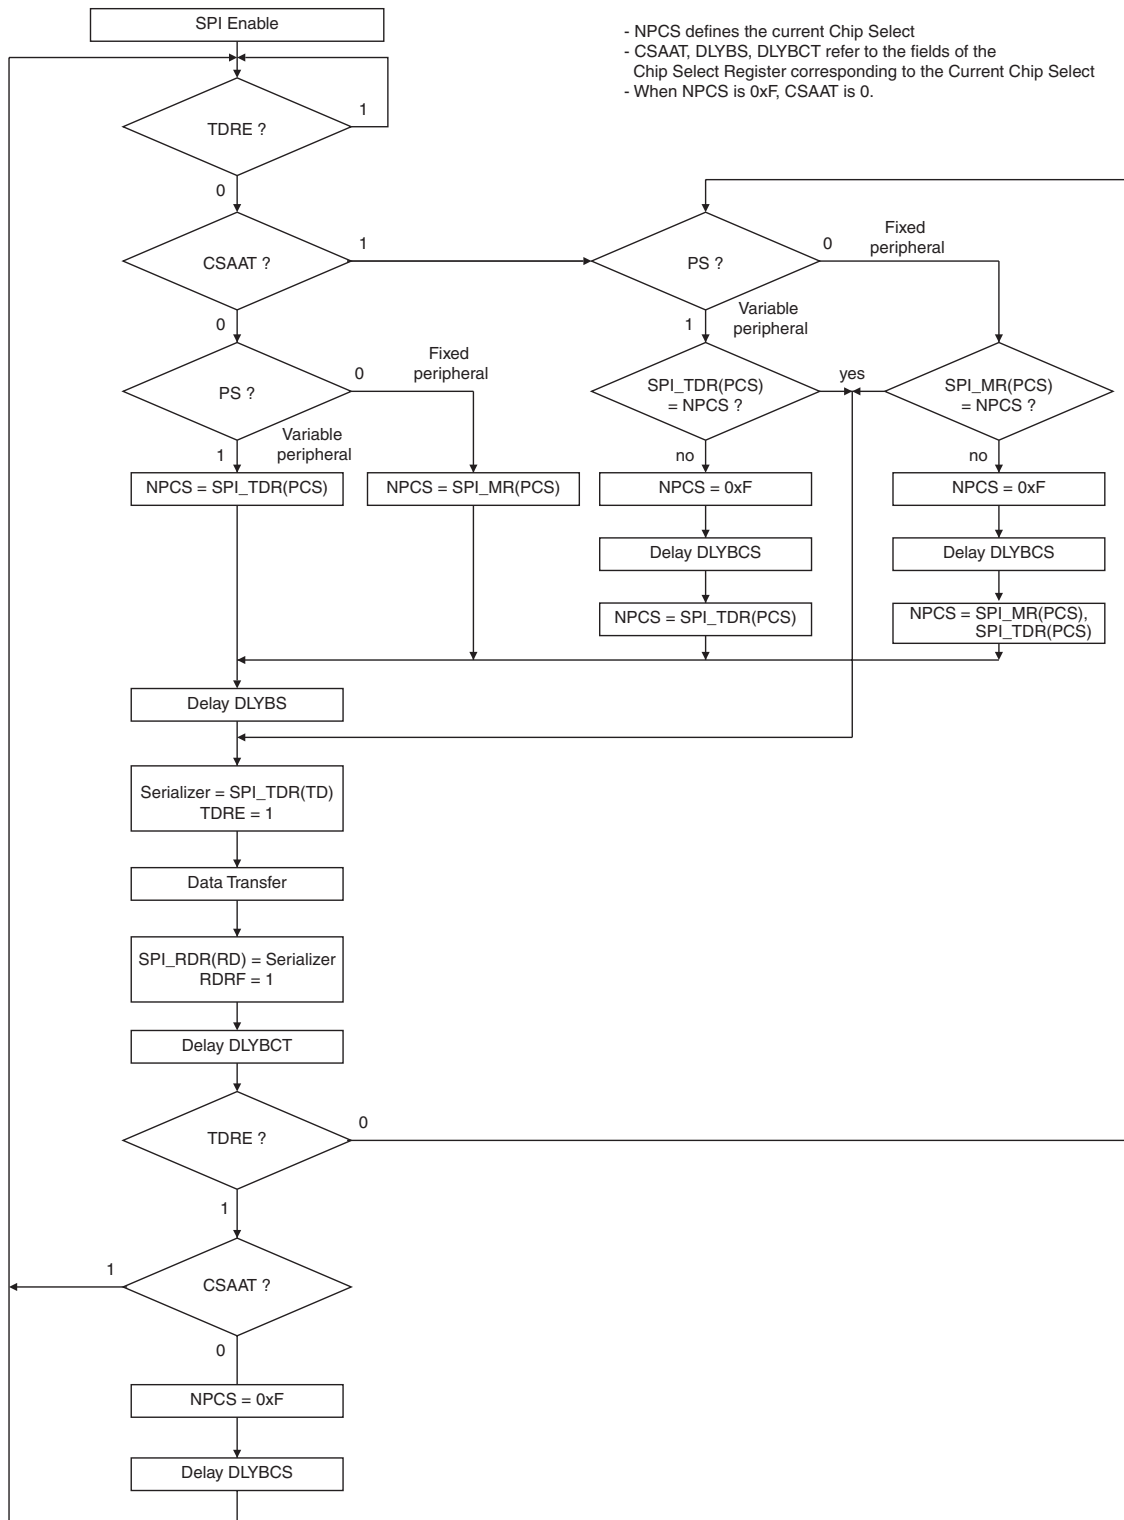 SPI Enable
- NPCS defines the current Chip Select
- CSAAT, DLYBS, DLYBCT refer to the fields of the
Chip Select Register corresponding to the Current Chip Select
- When NPCS is 0xF, CSAAT is 0.
TDRE ?
1
0
CSAAT ?
1
0
PS ?
0
Fixed
peripheral
1
Variable
peripheral
PS ?
0
Fixed
peripheral
1
Variable
peripheral
SPI_TDR(PCS)
= NPCS ?
yes
SPI_MR(PCS)
= NPCS ?
no
no
NPCS = SPI_TDR(PCS)
NPCS = SPI_MR(PCS)
NPCS = 0xF
NPCS = 0xF
Delay DLYBCS
Delay DLYBCS
NPCS = SPI_TDR(PCS)
NPCS = SPI_MR(PCS),
SPI_TDR(PCS)
Delay DLYBS
Serializer = SPI_TDR(TD)
TDRE = 1
Data Transfer
SPI_RDR(RD) = Serializer
RDRF = 1
Delay DLYBCT
TDRE ?
0
1
CSAAT ?
1
0
NPCS = 0xF
Delay DLYBCS